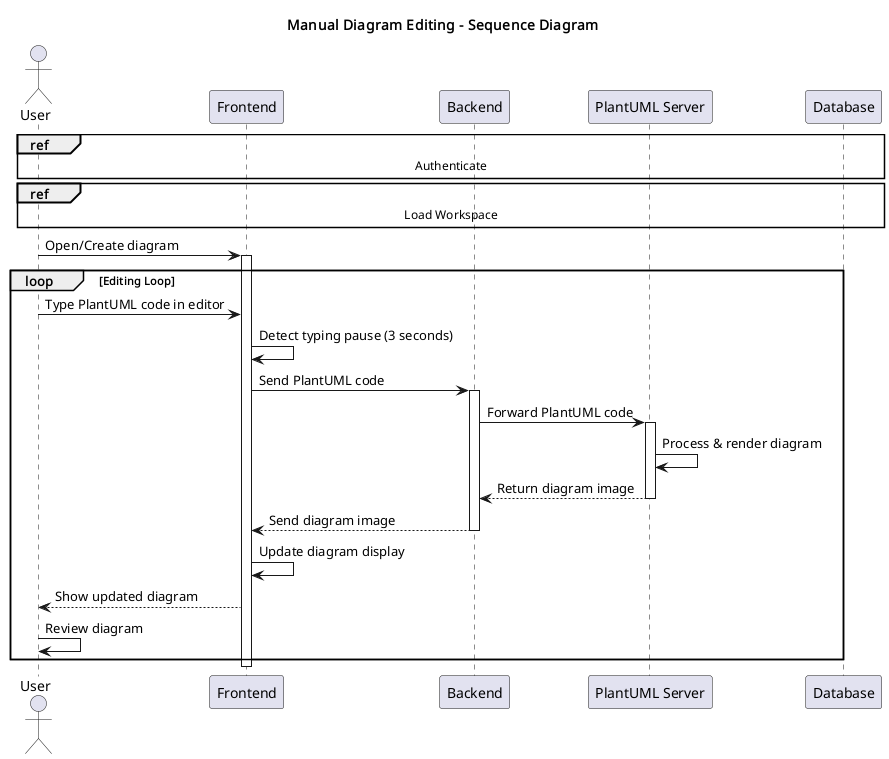 Manual Diagram Editing - Sequence Diagram
User
Frontend
Backend
PlantUML Server
Database
ref
Authenticate
ref
Load Workspace
Open/Create diagram
loop
[Editing Loop]
Type PlantUML code in editor
Detect typing pause (3 seconds)
Send PlantUML code
Forward PlantUML code
Process & render diagram
Return diagram image
Send diagram image
Update diagram display
Show updated diagram
Review diagram
User
Frontend
Backend
PlantUML Server
Database